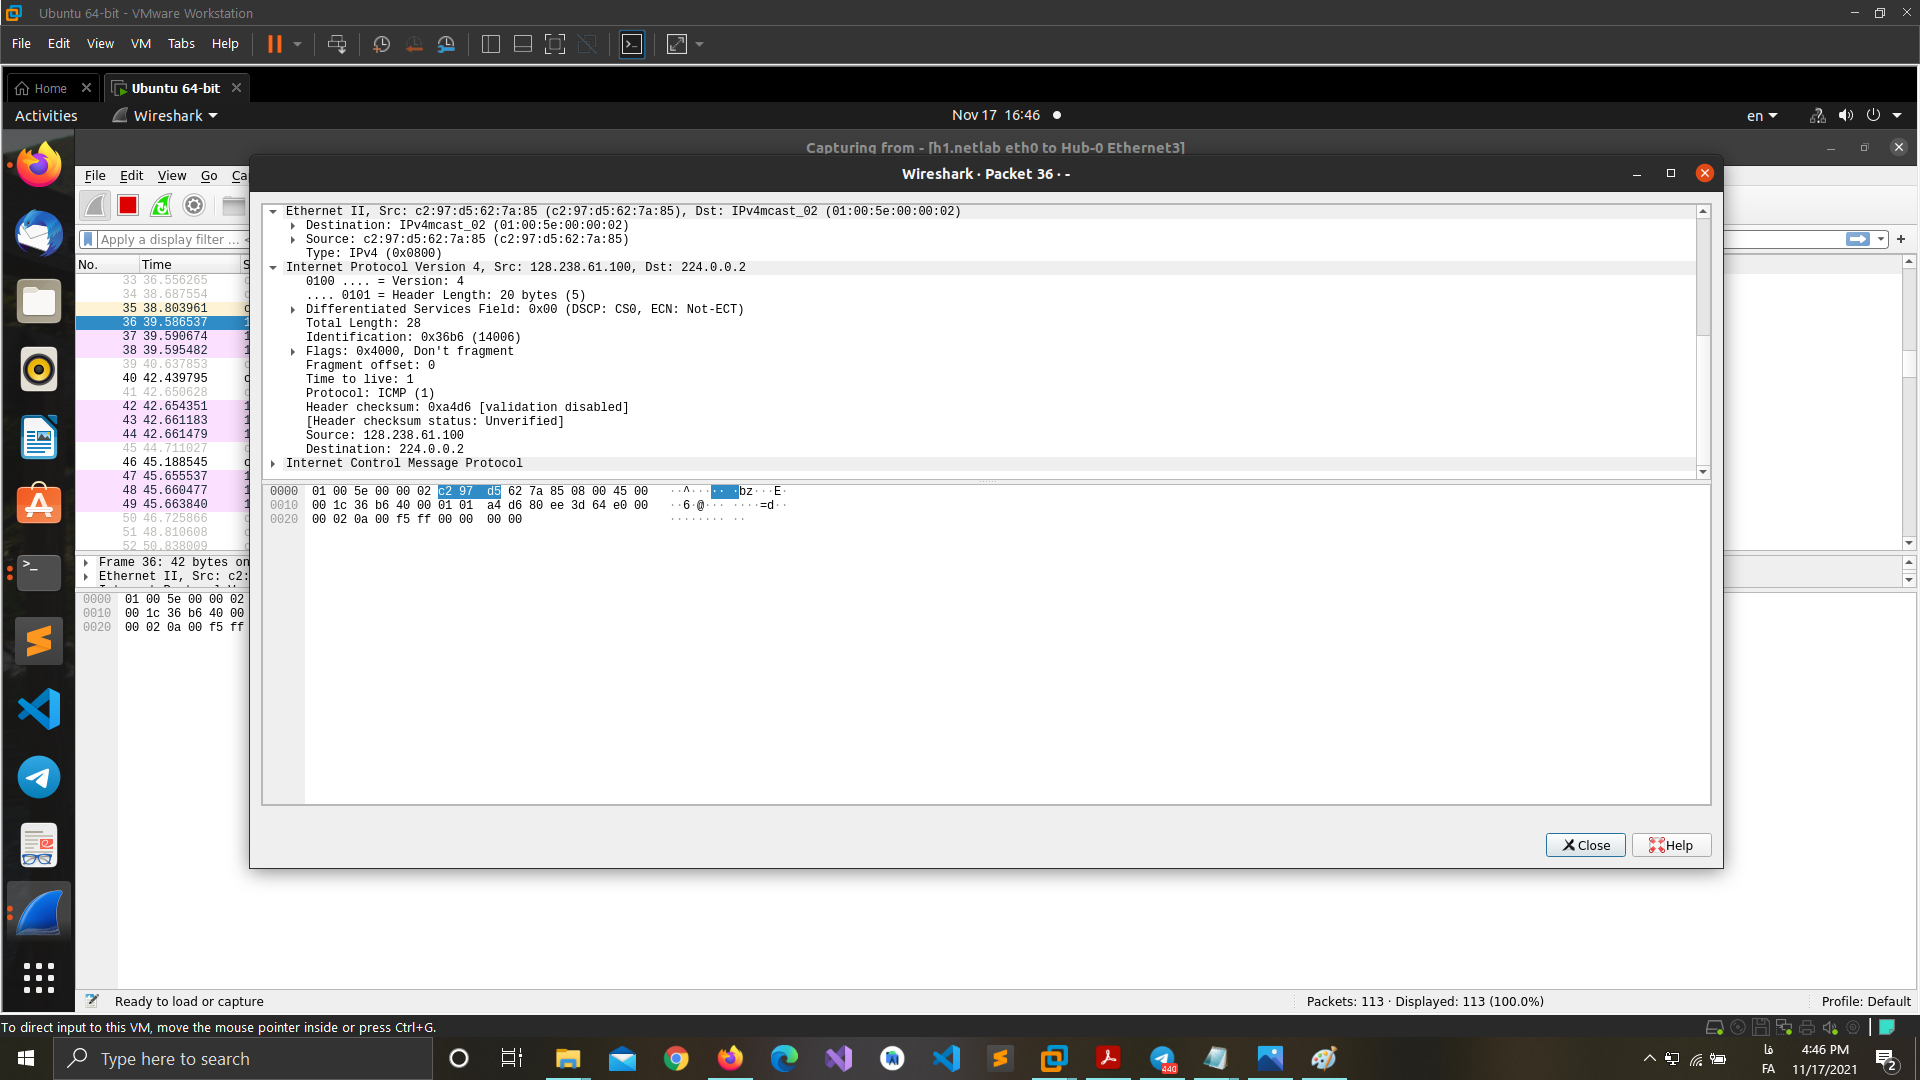 Ubuntu 64-bit - VMware Workstation
File Edit View VM Tabs Help
Home
Ubuntu 64-bit
Activities
Wireshark
Nov 17 16:46
en
Capturing from - [h1.netlab eth0 to Hub-0 Ethernet3]
File Edit View Go Ca
Wireshark · Packet 36 · -
Apply a display filter ... <
No. Time S
33 36.556265
34 38.687554
35 38.803961
36 39.586537
37 39.590674
38 39.595482
39 40.637853
40 42.439795
41 42.650628
42 42.654351
43 42.661183
44 42.661479
45 44.711027
46 45.188545
47 45.655537
48 45.660477
49 45.663840
50 46.725866
51 48.810608
52 50.838009
Ethernet II, Src: c2:97:d5:62:7a:85 (c2:97:d5:62:7a:85), Dst: IPv4mcast_02 (01:00:5e:00:00:02)
Destination: IPv4mcast_02 (01:00:5e:00:00:02)
Source: c2:97:d5:62:7a:85 (c2:97:d5:62:7a:85)
Type: IPv4 (0x0800)
Internet Protocol Version 4, Src: 128.238.61.100, Dst: 224.0.0.2
0100 .... = Version: 4
.... 0101 = Header Length: 20 bytes (5)
Differentiated Services Field: 0x00 (DSCP: CS0, ECN: Not-ECT)
Total Length: 28
Identification: 0x36b6 (14006)
Flags: 0x4000, Don't fragment
Fragment offset: 0
Time to live: 1
Protocol: ICMP (1)
Header checksum: 0xa4d6 [validation disabled]
[Header checksum status: Unverified]
Source: 128.238.61.100
Destination: 224.0.0.2
Internet Control Message Protocol
0000 01 00 5e 00 00 02 c2 97 d5 62 7a 85 08 00 45 00 ··^····· ·bz···E·
0010 00 1c 36 b6 40 00 01 01 a4 d6 80 ee 3d 64 e0 00 ··6·@··· ····=d··
0020 00 02 0a 00 f5 ff 00 00 00 00 ········ ··
Frame 36: 42 bytes on
Ethernet II, Src: c2:
0000 01 00 5e 00 00 02
0010 00 1c 36 b6 40 00
0020 00 02 0a 00 f5 ff
Close
Help
Ready to load or capture
Packets: 113 · Displayed: 113 (100.0%)
Profile: Default
To direct input to this VM, move the mouse pointer inside or press Ctrl+G.
Type here to search
440
فا
FA
4:46 PM
11/17/2021
2